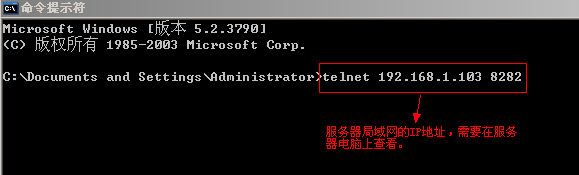 命令提示符
Microsoft Windows [版本 5.2.3790]
(C) 版权所有 1985-2003 Microsoft Corp.
C:\Documents and Settings\Administrator>telnet 192.168.1.103 8282
服务器局域网的IP地址，需要在服务
器电脑上查看。